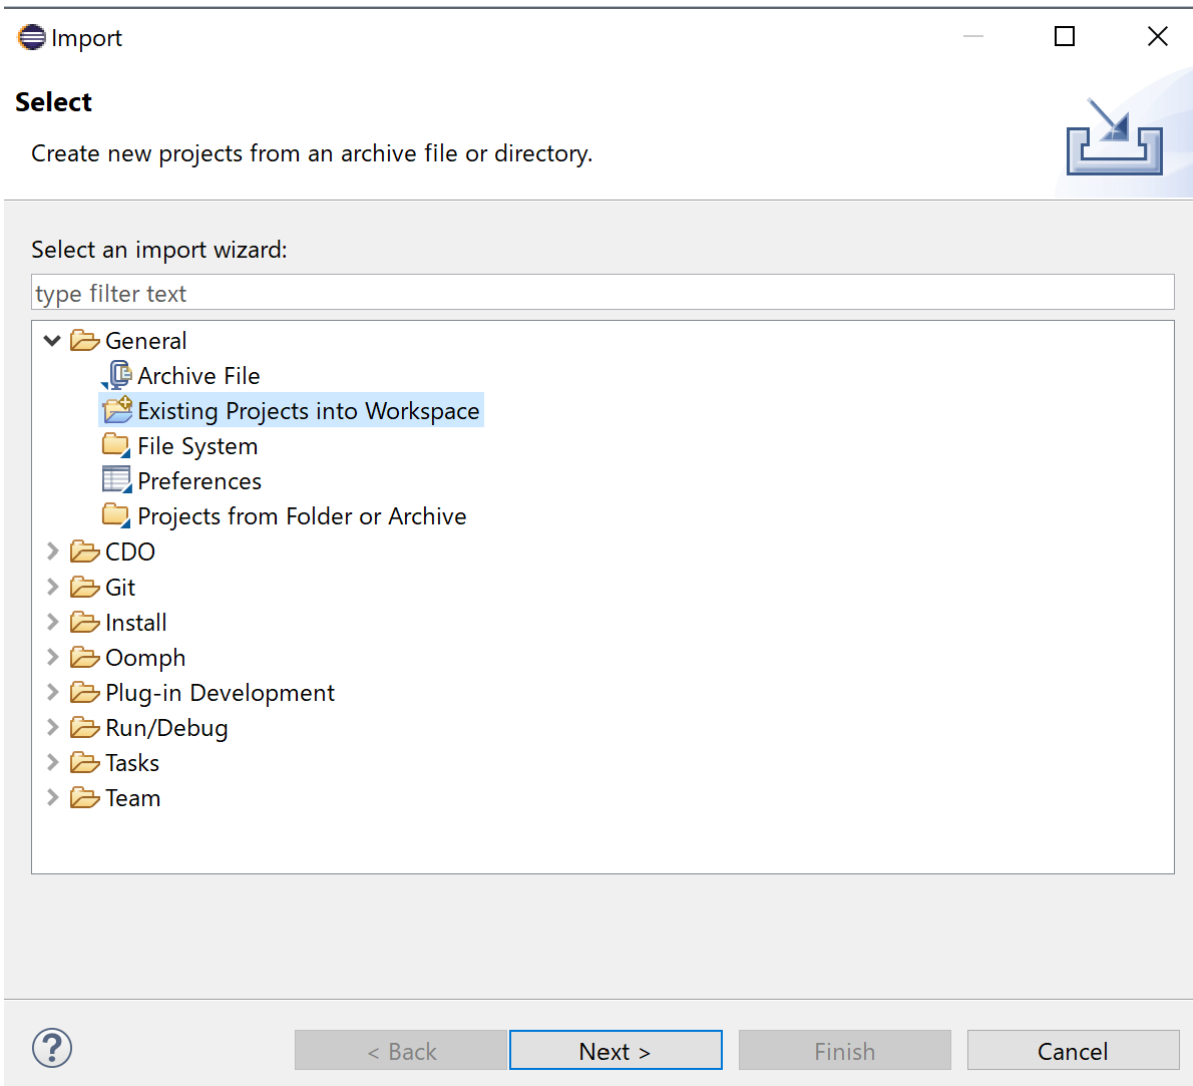 Import
Select
Create new projects from an archive file or directory.
Select an import wizard:
type filter text
General
Archive File
Existing Projects into Workspace
File System
Preferences
Projects from Folder or Archive
CDO
Git
Install
Oomph
Plug-in Development
Run/Debug
Tasks
Team
? < Back Next > Finish Cancel